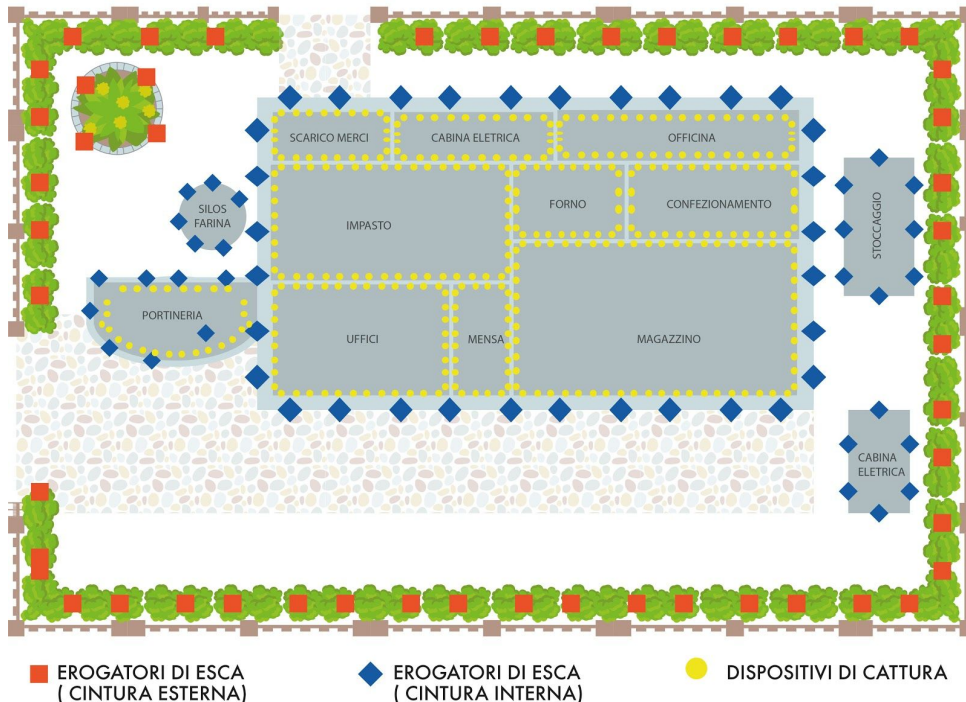 SCARICO MERCI
CABINA ELETRICA
OFFICINA
SILOS
FARINA
IMPASTO
FORNO
CONFEZIONAMENTO
STOCCAGGIO
PORTINERIA
UFFICI
MENSA
MAGAZZINO
CABINA
ELETRICA
EROGATORI DI ESCA
( CINTURA ESTERNA)
EROGATORI DI ESCA
( CINTURA INTERNA)
DISPOSITIVI DI CATTURA